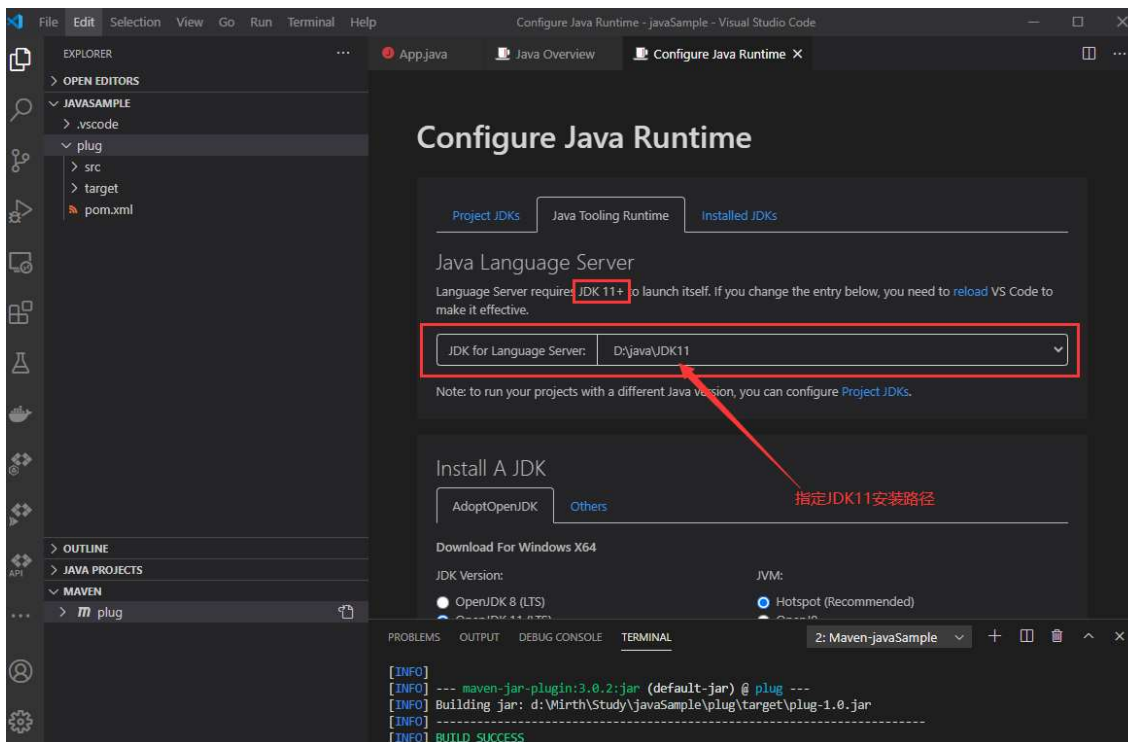 File Edit Selection View Go Run Terminal Help
Configure Java Runtime - javaSample - Visual Studio Code
EXPLORER
App.java
Java Overview
Configure Java Runtime
OPEN EDITORS
JAVASAMPLE
.vscode
plug
src
target
pom.xml
Configure Java Runtime
Project JDKs
Java Tooling Runtime
Installed JDKs
Java Language Server
Language Server requires JDK 11+ to launch itself. If you change the entry below, you need to reload VS Code to
make it effective.
JDK for Language Server:
D:\java\JDK11
Note: to run your projects with a different Java version, you can configure Project JDKs.
Install A JDK
指定JDK11安装路径
AdoptOpenJDK
Others
Download For Windows X64
JDK Version:
JVM:
OpenJDK 8 (LTS)
Hotspot (Recommended)
OUTLINE
JAVA PROJECTS
MAVEN
m plug
API
PROBLEMS OUTPUT DEBUG CONSOLE TERMINAL
2: Maven-javaSample
[INFO]
[INFO] --- maven-jar-plugin:3.0.2:jar (default-jar) @ plug ---
[INFO] Building jar: d:\Mirth\Study\javaSample\plug\target\plug-1.0.jar
[INFO] ------------------------------------------------------------------------
[INFO] BUILD SUCCESS